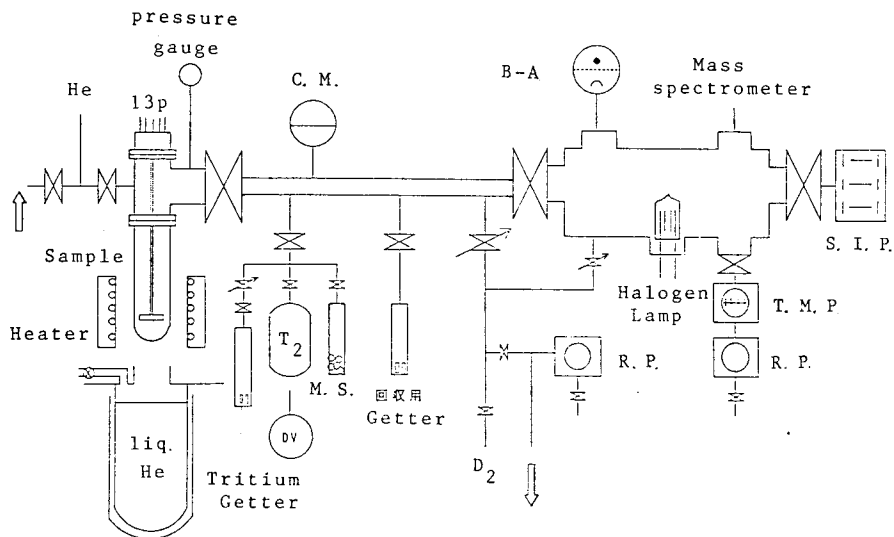 pressure
gauge
He
13p
C. M.
B-A
Mass
spectrometer
Sample
Heater
T2
M. S.
回収用
Getter
Halogen
Lamp
S. I. P.
T. M. P.
R. P.
R. P.
DV
D2
liq.
He
Tritium
Getter